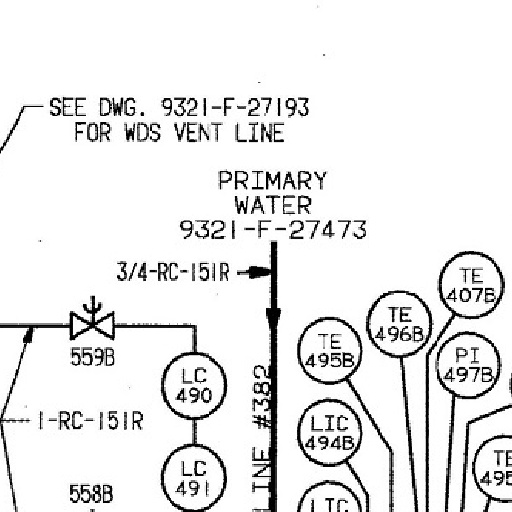 SEE DWG. 9321-F-27193
FOR WDS VENT LINE
PRIMARY
WATER
9321-F-27473
3/4-RC-151R
TE
407B
TE
496B
TE
495B
PI
497B
559B
LC
490
LINE #382
1-RC-151R
LIC
494B
LC
491
558B
LIC